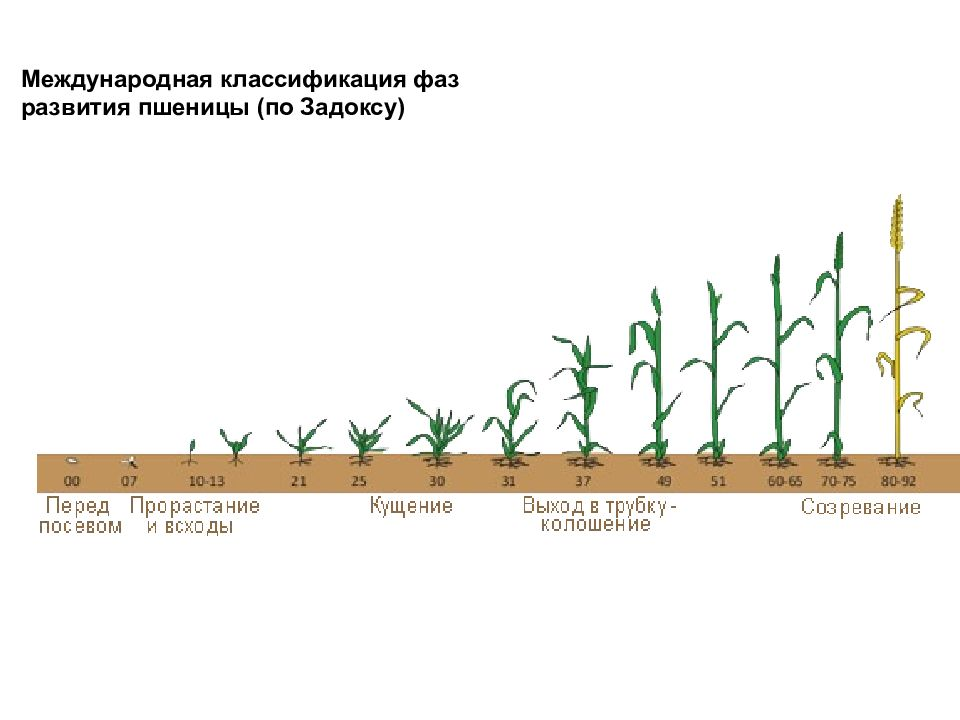 Международная классификация фаз
развития пшеницы (по Задоксу)
00 07 10-13 21 25 30 31 37 49 51 60-65 70-75 80-92
Перед посевом
Прорастание и всходы
Кущение
Выход в трубку - колошение
Созревание